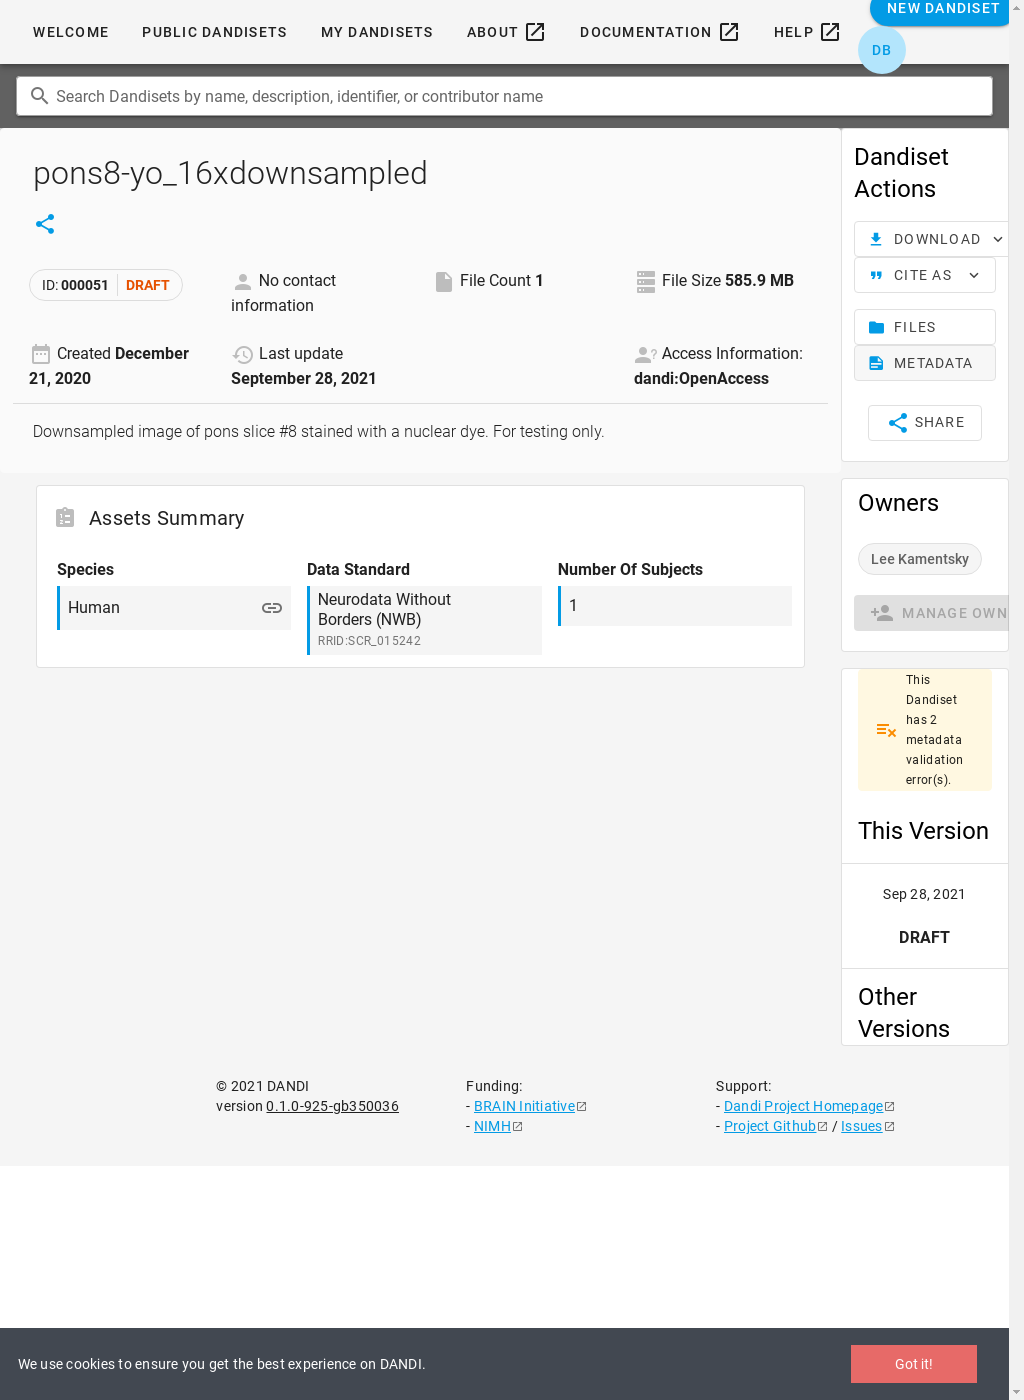 NEW DANDISET
WELCOME PUBLIC DANDISETS MY DANDISETS ABOUT DOCUMENTATION HELP
DB
Search Dandisets by name, description, identifier, or contributor name
pons8-yo_16xdownsampled
ID: 000051 DRAFT
No contact information
File Count 1
File Size 585.9 MB
Created December 21, 2020
Last update September 28, 2021
Access Information: dandi:OpenAccess
Downsampled image of pons slice #8 stained with a nuclear dye. For testing only.
Assets Summary
Species
Human
Data Standard
Neurodata Without
Borders (NWB)
RRID:SCR_015242
Number Of Subjects
1
Dandiset
Actions
DOWNLOAD
CITE AS
FILES
METADATA
SHARE
Owners
Lee Kamentsky
MANAGE OWN
This
Dandiset
has 2
metadata
validation
error(s).
This Version
Sep 28, 2021
DRAFT
Other
Versions
© 2021 DANDI
version 0.1.0-925-gb350036
Funding:
- BRAIN Initiative
- NIMH
Support:
- Dandi Project Homepage
- Project Github / Issues
We use cookies to ensure you get the best experience on DANDI.
Got it!